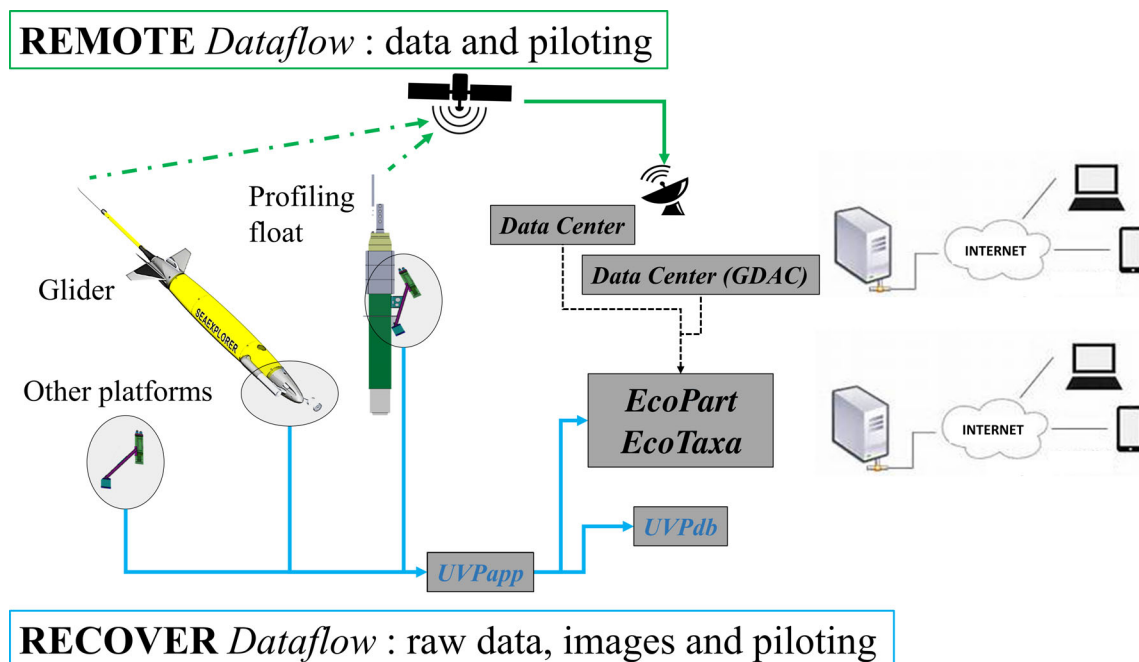 REMOTE Dataflow : data and piloting
Profiling
float
Data Center
Data Center (GDAC)
INTERNET
Glider
SEAEXPLORER
Other platforms
EcoPart
EcoTaxa
INTERNET
UVPdb
UVPapp
RECOVER Dataflow : raw data, images and piloting